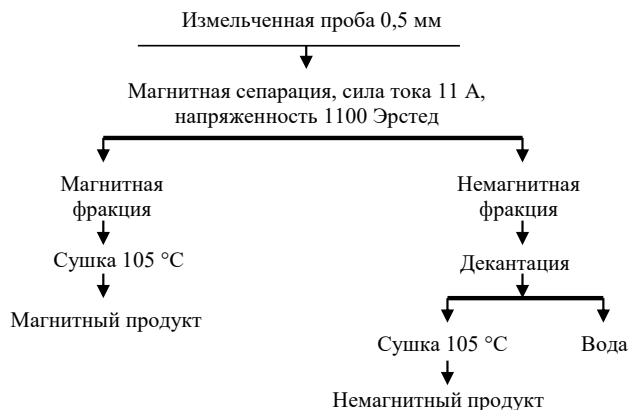 Измельченная проба 0,5 мм
Магнитная сепарация, сила тока 11 А,
напряженность 1100 Эрстед
Магнитная
фракция
Немагнитная
фракция
Сушка 105 °С
Декантация
Магнитный продукт
Сушка 105 °С
Вода
Немагнитный продукт